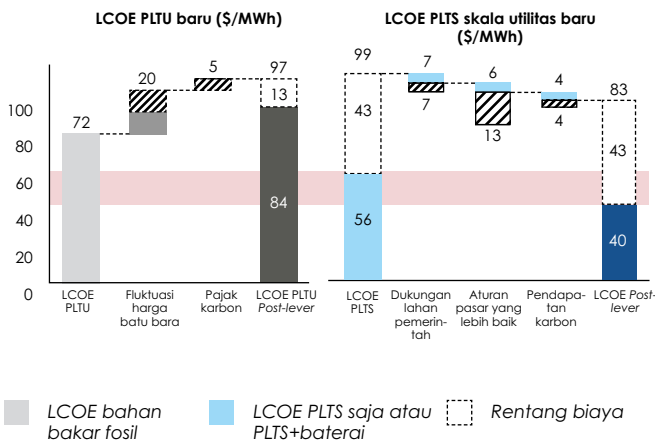 LCOE PLTU baru ($/MWh)
LCOE PLTS skala utilitas baru
($/MWh)
100
80
60
40
20
0
72
20
5
97
13
84
LCOE
PLTU
Fluktuasi
harga
batu bara
Pajak
karbon
LCOE PLTU
Post-lever
99
43
56
7
7
6
13
4
4
83
43
40
LCOE
PLTS
Dukungan
lahan
pemerin-
tah
Aturan
pasar yang
lebih baik
Pendapa-
tan
karbon
LCOE Post-
lever
LCOE bahan
bakar fosil
LCOE PLTS saja atau
PLTS+baterai
Rentang biaya